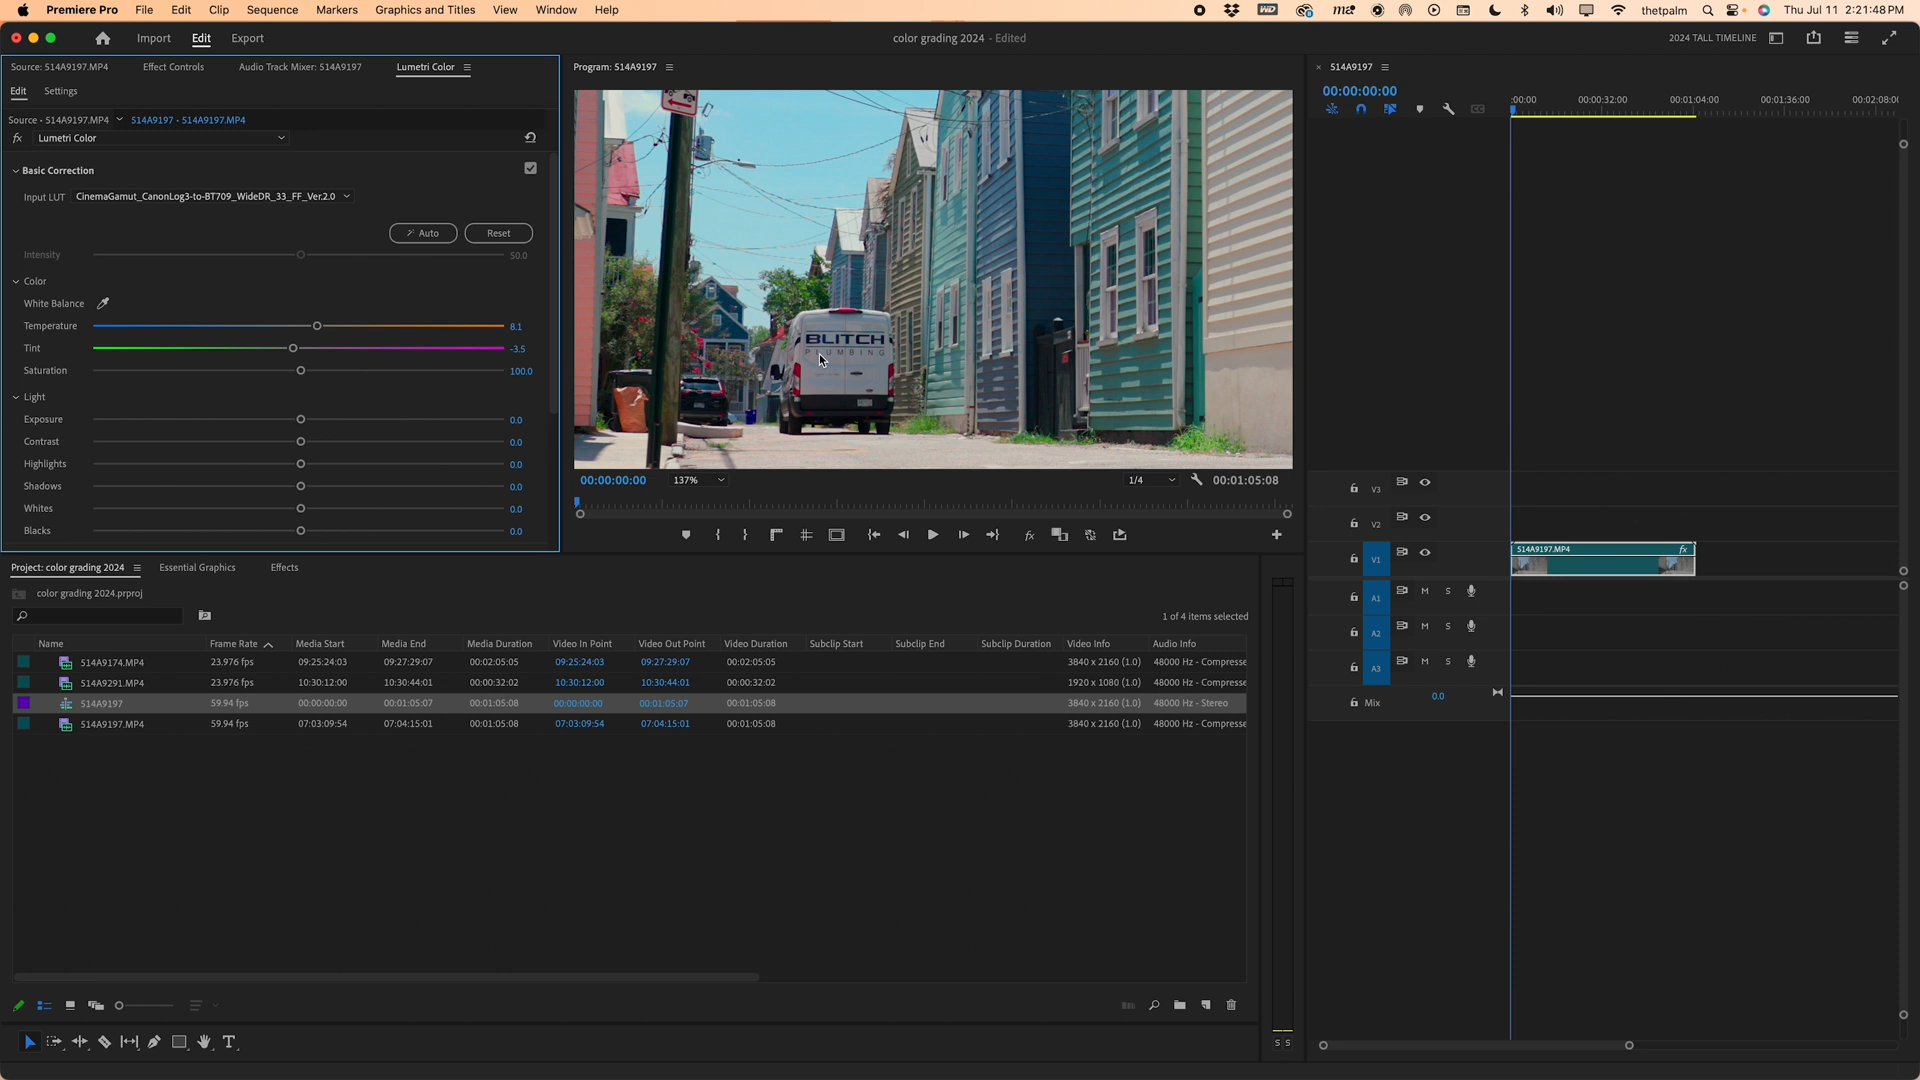 Premiere Pro File Edit Clip Sequence Markers Graphics and Titles View Window Help thetpalm Thu Jul 11 2:21:48 PM
Import Edit Export color grading 2024 - Edited 2024 TALL TIMELINE
Source: 514A9197.MP4 Effect Controls Audio Track Mixer: 514A9197 Lumetri Color
Edit Settings
Source • 514A9197.MP4 514A9197 • 514A9197.MP4
fx Lumetri Color
Basic Correction
Input LUT CinemaGamut_CanonLog3-to-BT709_WideDR_33_FF_Ver.2.0
Auto Reset
Intensity 50.0
Color
White Balance
Temperature 8.1
Tint -3.5
Saturation 100.0
Light
Exposure 0.0
Contrast 0.0
Highlights 0.0
Shadows 0.0
Whites 0.0
Blacks 0.0
Program: 514A9197
BLITCH
PLUMBING
00:00:00:00 137% 1/4 00:01:05:08
fx
514A9197
00:00:00:00
:00:00 00:00:32:00 00:01:04:00 00:01:36:00 00:02:08:00
V3
V2
V1 514A9197.MP4 fx
A1 M S
A2 M S
A3 M S
Mix 0.0
S S
Project: color grading 2024 Essential Graphics Effects
color grading 2024.prproj
1 of 4 items selected
Name Frame Rate Media Start Media End Media Duration Video In Point Video Out Point Video Duration Subclip Start Subclip End Subclip Duration Video Info Audio Info
514A9174.MP4 23.976 fps 09:25:24:03 09:27:29:07 00:02:05:05 09:25:24:03 09:27:29:07 00:02:05:05 3840 x 2160 (1.0) 48000 Hz - Compresse
514A9291.MP4 23.976 fps 10:30:12:00 10:30:44:01 00:00:32:02 10:30:12:00 10:30:44:01 00:00:32:02 1920 x 1080 (1.0) 48000 Hz - Compresse
514A9197 59.94 fps 00:00:00:00 00:01:05:07 00:01:05:08 00:00:00:00 00:01:05:07 00:01:05:08 3840 x 2160 (1.0) 48000 Hz - Stereo
514A9197.MP4 59.94 fps 07:03:09:54 07:04:15:01 00:01:05:08 07:03:09:54 07:04:15:01 00:01:05:08 3840 x 2160 (1.0) 48000 Hz - Compresse